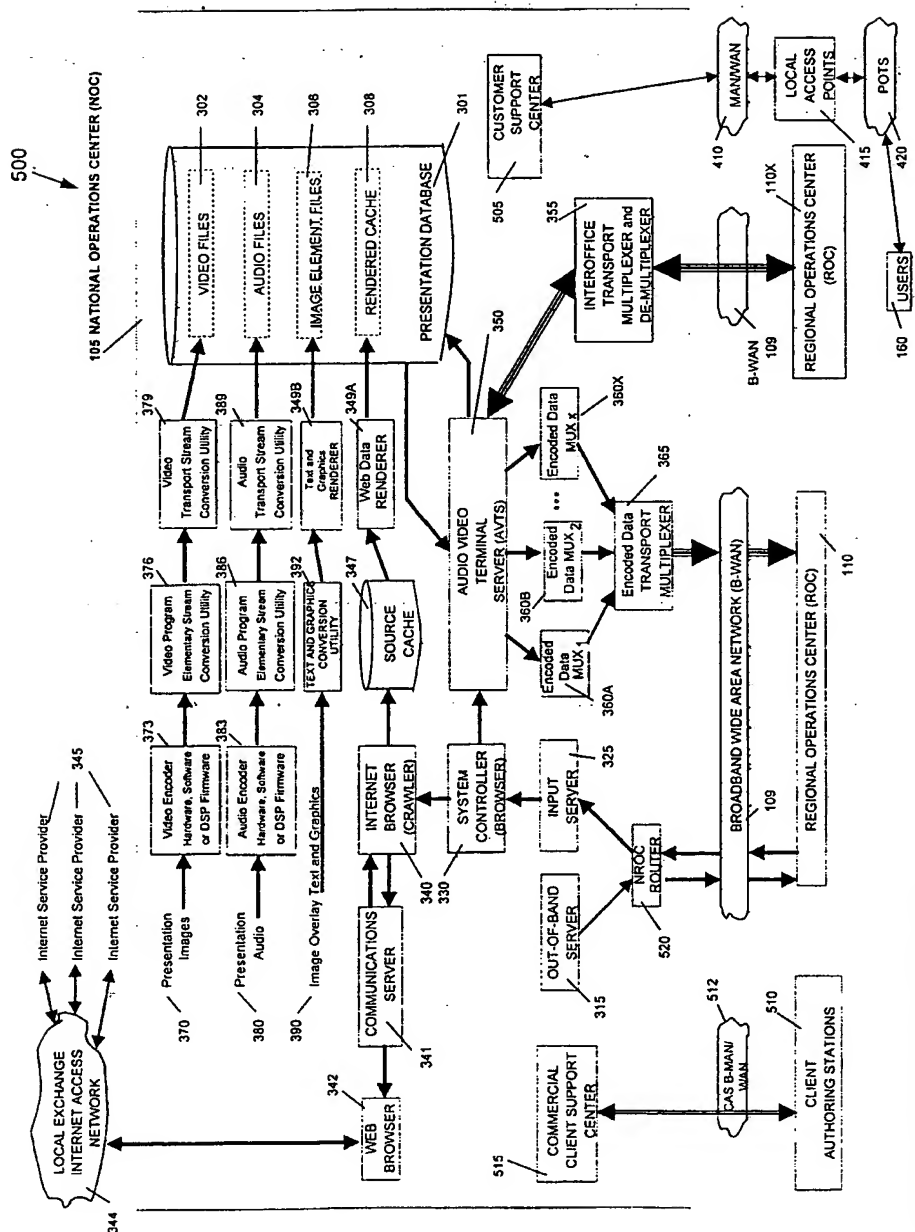 500
105 NATIONAL OPERATIONS CENTER (NOC)
LOCAL EXCHANGE
INTERNET ACCESS
NETWORK
344
Internet Service Provider
Internet Service Provider
345
Internet Service Provider
370
Presentation
Images
373
Video Encoder
Hardware, Software
or DSP Firmware
376
Video Program
Elementary Stream
Conversion Utility
379
Video
Transport Stream
Conversion Utility
VIDEO FILES
302
380
Presentation
Audio
383
Audio Encoder
Hardware, Software
or DSP Firmware
386
Audio Program
Elementary Stream
Conversion Utility
389
Audio
Transport Stream
Conversion Utility
AUDIO FILES
304
390
Image Overlay Text and Graphics
392
TEXT AND GRAPHICS
CONVERSION
UTILITY
349B
Text and
Graphics
RENDERER
IMAGE ELEMENT FILES
306
342
WEB
BROWSER
COMMUNICATIONS
SERVER
341
INTERNET
BROWSER
(CRAWLER)
340
347
SOURCE
CACHE
349A
Web Data
RENDERER
RENDERED CACHE
308
PRESENTATION DATABASE
301
SYSTEM
CONTROLLER
(BROWSER)
330
AUDIO VIDEO
TERMINAL
SERVER (AVTS)
350
515
COMMERCIAL
CLIENT SUPPORT
CENTER
OUT-OF-BAND
SERVER
315
INPUT
SERVER
325
Encoded
Data
MUX 1
360A
360B
Encoded
Data MUX 2
...
Encoded Data
MUX x
360X
INTEROFFICE
TRANSPORT
MULTIPLEXER and
DE-MULTIPLEXER
355
CUSTOMER
SUPPORT
CENTER
505
NROC
ROUTER
520
Encoded Data
TRANSPORT
MULTIPLEXER
365
CAS B-MAN/
WAN
512
BROADBAND WIDE AREA NETWORK (B-WAN)
109
B-WAN
109
MAN/WAN
410
CLIENT
AUTHORING STATIONS
510
REGIONAL OPERATIONS CENTER (ROC)
110
REGIONAL OPERATIONS CENTER
(ROC)
110X
LOCAL
ACCESS
POINTS
415
POTS
420
USERS
160